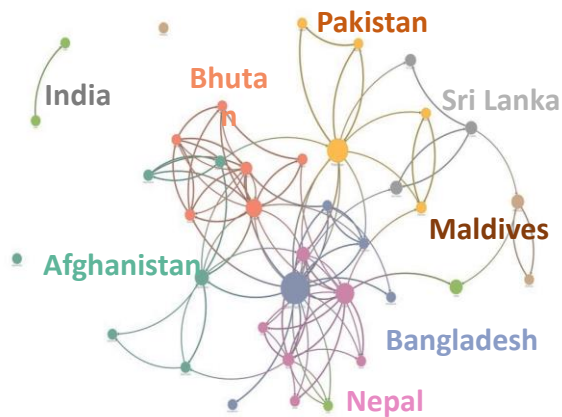 Pakistan
Bhuta
n
India
Sri Lanka
Maldives
Afghanistan
Bangladesh
Nepal